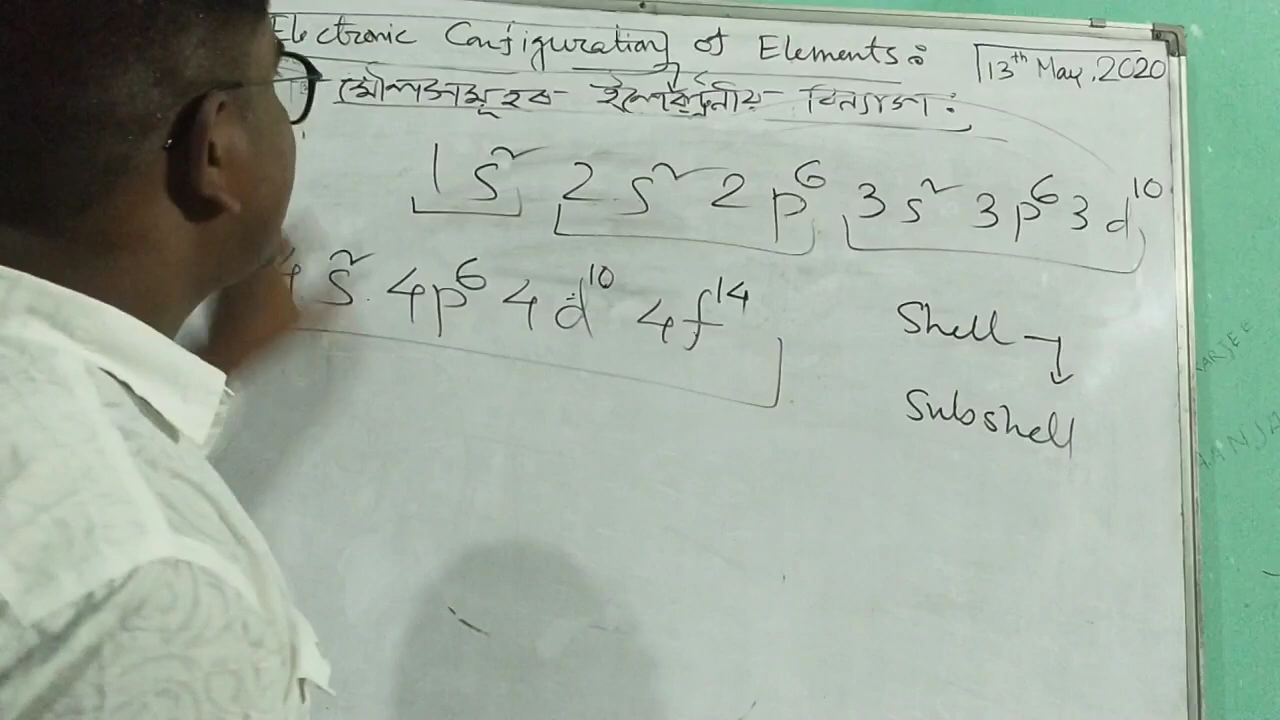 Electronic Configuration of Elements:
13th May, 2020
মৌলসমূহৰ ইলেক্ট্ৰনীয় বিন্যাস:
1s² 2s² 2p⁶ 3s² 3p⁶ 3d¹⁰
4s² 4p⁶ 4d¹⁰ 4f¹⁴
Shell
Subshell